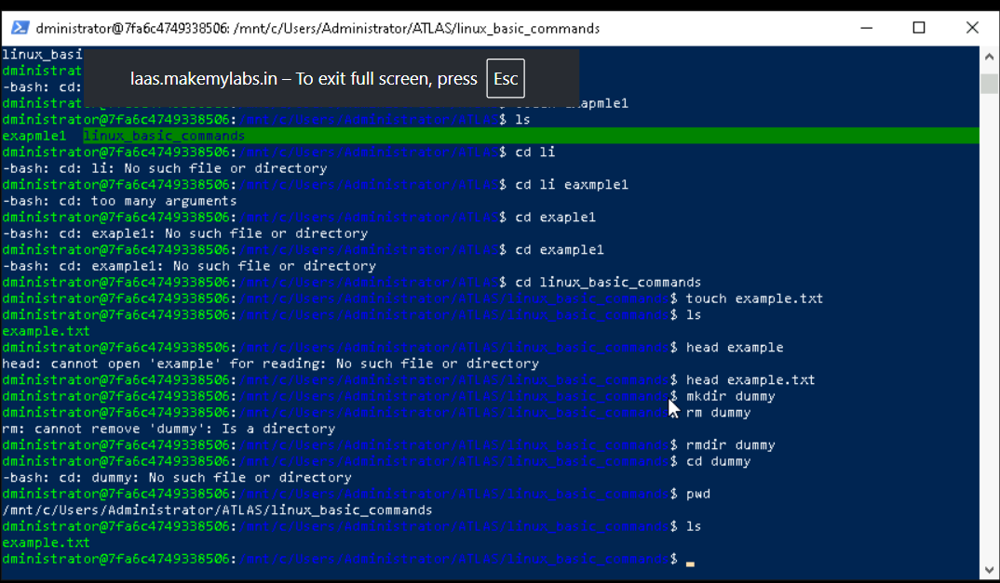 dministrator@7fa6c4749338506: /mnt/c/Users/Administrator/ATLAS/linux_basic_commands
linux_basi
dministrat
-bash: cd:
laas.makemylabs.in – To exit full screen, press Esc
dministrat exapmle1
dministrator@7fa6c4749338506:/mnt/c/Users/Administrator/ATLAS$ ls
exapmle1 linux_basic_commands
dministrator@7fa6c4749338506:/mnt/c/Users/Administrator/ATLAS$ cd li
-bash: cd: li: No such file or directory
dministrator@7fa6c4749338506:/mnt/c/Users/Administrator/ATLAS$ cd li eaxmple1
-bash: cd: too many arguments
dministrator@7fa6c4749338506:/mnt/c/Users/Administrator/ATLAS$ cd exaple1
-bash: cd: exaple1: No such file or directory
dministrator@7fa6c4749338506:/mnt/c/Users/Administrator/ATLAS$ cd example1
-bash: cd: example1: No such file or directory
dministrator@7fa6c4749338506:/mnt/c/Users/Administrator/ATLAS$ cd linux_basic_commands
dministrator@7fa6c4749338506:/mnt/c/Users/Administrator/ATLAS/linux_basic_commands$ touch example.txt
dministrator@7fa6c4749338506:/mnt/c/Users/Administrator/ATLAS/linux_basic_commands$ ls
example.txt
dministrator@7fa6c4749338506:/mnt/c/Users/Administrator/ATLAS/linux_basic_commands$ head example
head: cannot open 'example' for reading: No such file or directory
dministrator@7fa6c4749338506:/mnt/c/Users/Administrator/ATLAS/linux_basic_commands$ head example.txt
dministrator@7fa6c4749338506:/mnt/c/Users/Administrator/ATLAS/linux_basic_commands$ mkdir dummy
dministrator@7fa6c4749338506:/mnt/c/Users/Administrator/ATLAS/linux_basic_commands$ rm dummy
rm: cannot remove 'dummy': Is a directory
dministrator@7fa6c4749338506:/mnt/c/Users/Administrator/ATLAS/linux_basic_commands$ rmdir dummy
dministrator@7fa6c4749338506:/mnt/c/Users/Administrator/ATLAS/linux_basic_commands$ cd dummy
-bash: cd: dummy: No such file or directory
dministrator@7fa6c4749338506:/mnt/c/Users/Administrator/ATLAS/linux_basic_commands$ pwd
/mnt/c/Users/Administrator/ATLAS/linux_basic_commands
dministrator@7fa6c4749338506:/mnt/c/Users/Administrator/ATLAS/linux_basic_commands$ ls
example.txt
dministrator@7fa6c4749338506:/mnt/c/Users/Administrator/ATLAS/linux_basic_commands$